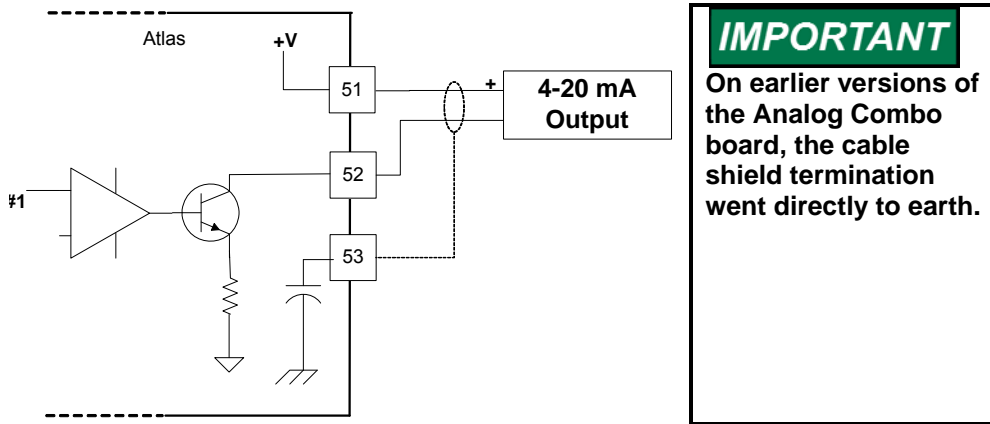 Atlas
+V
51
+
4-20 mA
Output
52
#1
53
IMPORTANT
On earlier versions of
the Analog Combo
board, the cable
shield termination
went directly to earth.